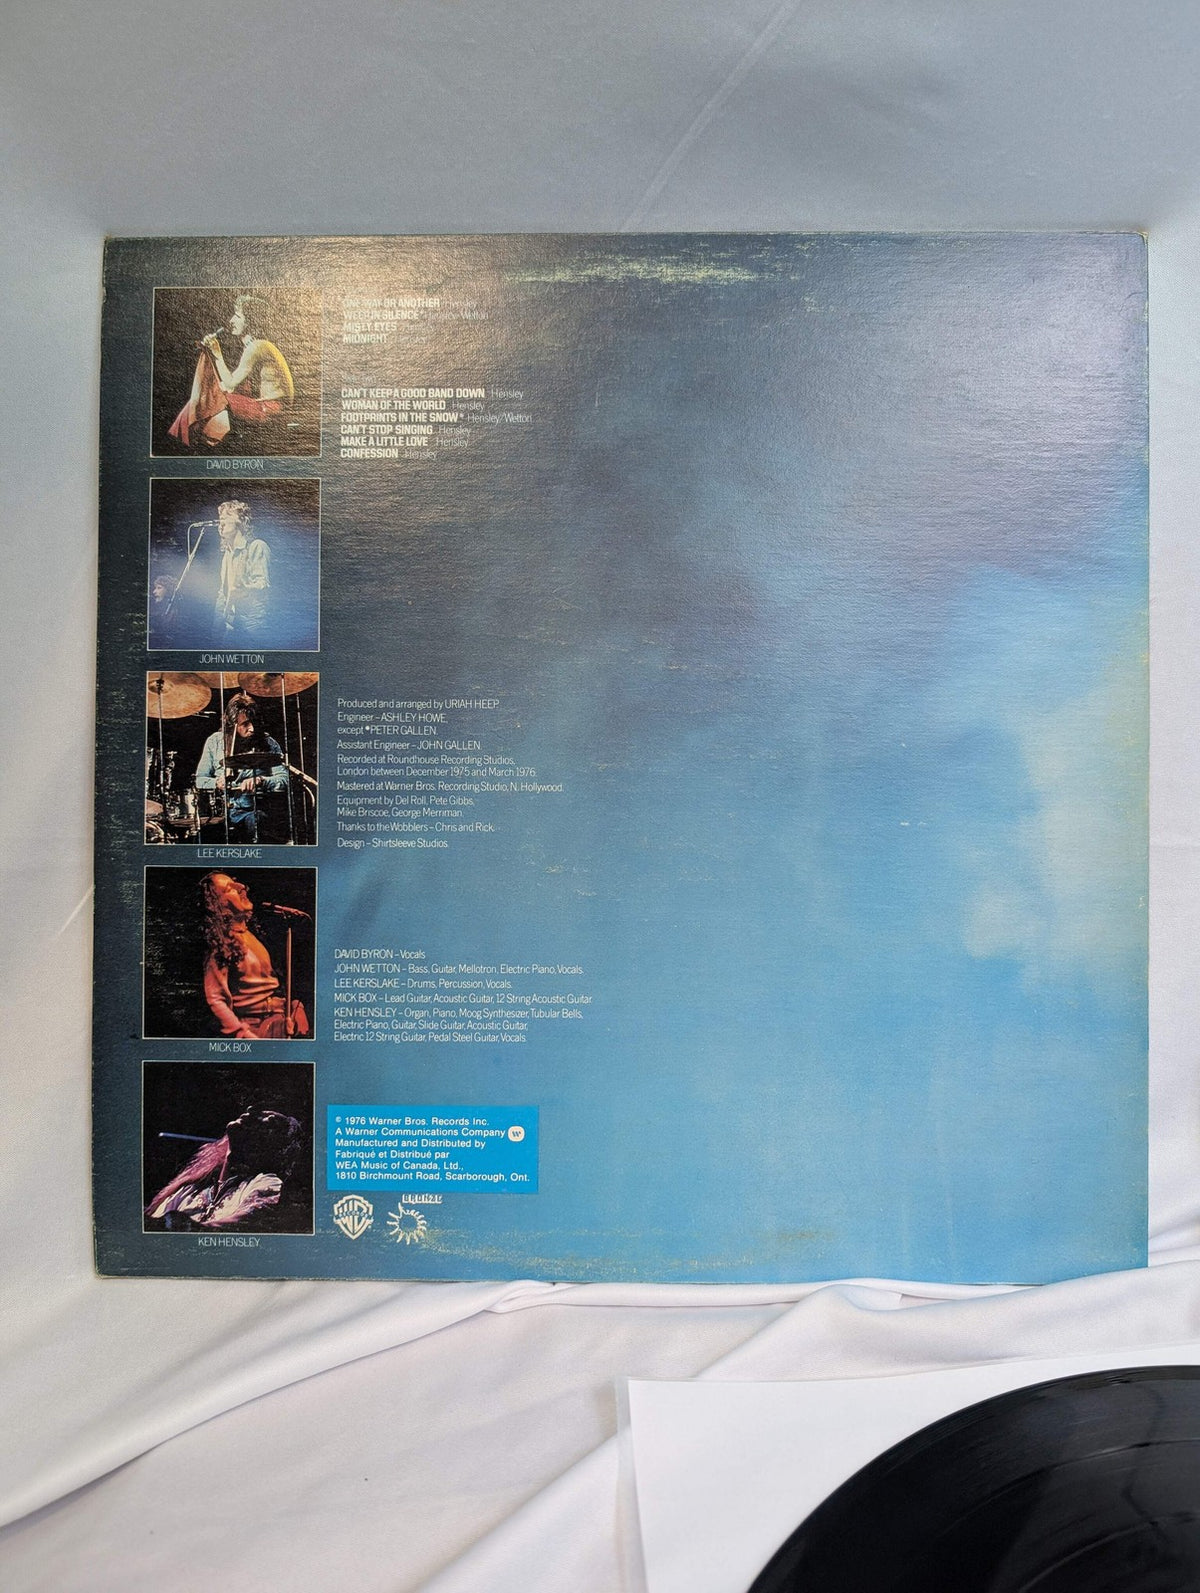 *ONE WAY OR ANOTHER Hensley
WEEP IN SILENCE* Hensley/Wetton
MISTY EYES
MIDNIGHT Hensley
CAN'T KEEP A GOOD BAND DOWN Hensley
WOMAN OF THE WORLD Hensley
FOOTPRINTS IN THE SNOW* Hensley/Wetton
CAN'T STOP SINGING Hensley
MAKE A LITTLE LOVE Hensley
CONFESSION Hensley
DAVID BYRON
JOHN WETTON
Produced and arranged by URIAH HEEP.
Engineer – ASHLEY HOWE,
except *PETER GALLEN.
Assistant Engineer – JOHN GALLEN.
Recorded at Roundhouse Recording Studios,
London between December 1975 and March 1976.
Mastered at Warner Bros. Recording Studio, N. Hollywood.
Equipment by Del Roll, Pete Gibbs,
Mike Briscoe, George Merriman.
Thanks to the Wobblers – Chris and Rick.
Design – Shirtsleeve Studios.
LEE KERSLAKE
DAVID BYRON – Vocals
JOHN WETTON – Bass, Guitar, Mellotron, Electric Piano, Vocals.
LEE KERSLAKE – Drums, Percussion, Vocals.
MICK BOX – Lead Guitar, Acoustic Guitar, 12 String Acoustic Guitar
KEN HENSLEY – Organ, Piano, Moog Synthesizer, Tubular Bells,
Electric Piano, Guitar, Slide Guitar, Acoustic Guitar,
Electric 12 String Guitar, Pedal Steel Guitar, Vocals.
MICK BOX
© 1976 Warner Bros. Records Inc.
A Warner Communications Company
Manufactured and Distributed by
Fabriqué et Distribué par
WEA Music of Canada, Ltd.,
1810 Birchmount Road, Scarborough, Ont.
BRONZE
KEN HENSLEY